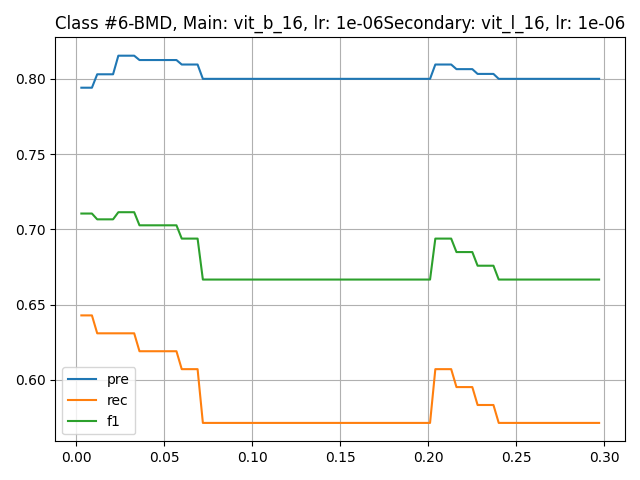 Class #6-BMD, Main: vit_b_16, lr: 1e-06Secondary: vit_l_16, lr: 1e-06
0.80
0.75
0.70
0.65
0.60
pre
rec
f1
0.00 0.05 0.10 0.15 0.20 0.25 0.30